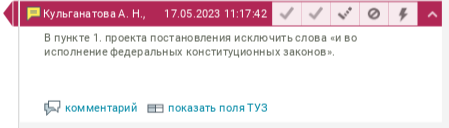 Кульганатова А. Н., 17.05.2023 11:17:42
В пункте 1. проекта постановления исключить слова «и во
исполнение федеральных конституционных законов».
комментарий показать поля ТУЗ